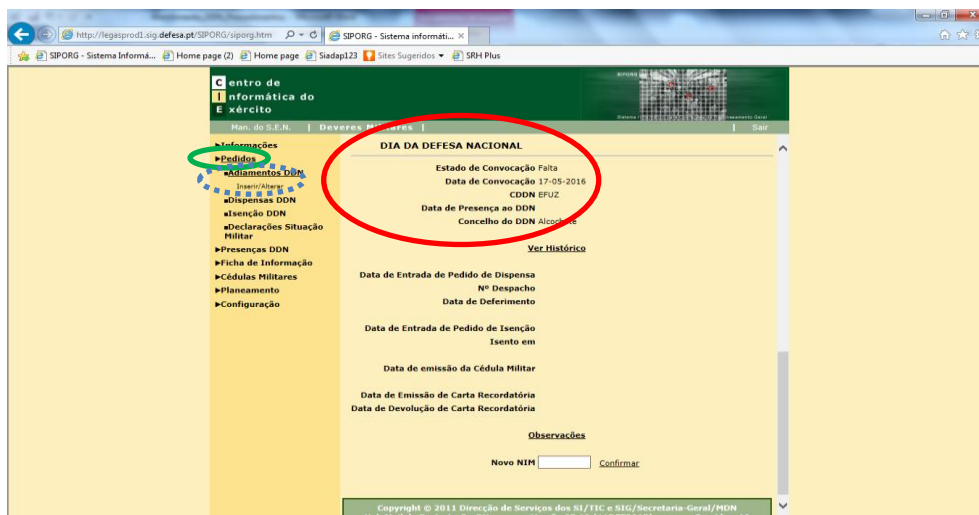 http://legasprod1.sig.defesa.pt/SIPORG/siporg.htm
SIPORG - Sistema informáti...
SIPORG - Sistema Informá...
Home page (2)
Home page
Siadap123
Sites Sugeridos
SRH Plus
Centro de
Informática do
Exército
SIPORG
Man. do S.E.N. | Deveres Militares |
| Sair
Informações
Pedidos
Adiamentos DDN
Inserir/Alterar
Dispensas DDN
Isenção DDN
Declarações Situação
Militar
Presenças DDN
Ficha de Informação
Cédulas Militares
Planeamento
Configuração
DIA DA DEFESA NACIONAL
Estado de Convocação Falta
Data de Convocação 17-05-2016
CDDN EFUZ
Data de Presença ao DDN
Concelho do DDN Alcochete
Ver Histórico
Data de Entrada de Pedido de Dispensa
Nº Despacho
Data de Deferimento
Data de Entrada de Pedido de Isenção
Isento em
Data de emissão da Cédula Militar
Data de Emissão de Carta Recordatória
Data de Devolução de Carta Recordatória
Observações
Novo NIM
Confirmar
Copyright © 2011 Direcção de Serviços dos SI/TIC e SIG/Secretaria-Geral/MDN